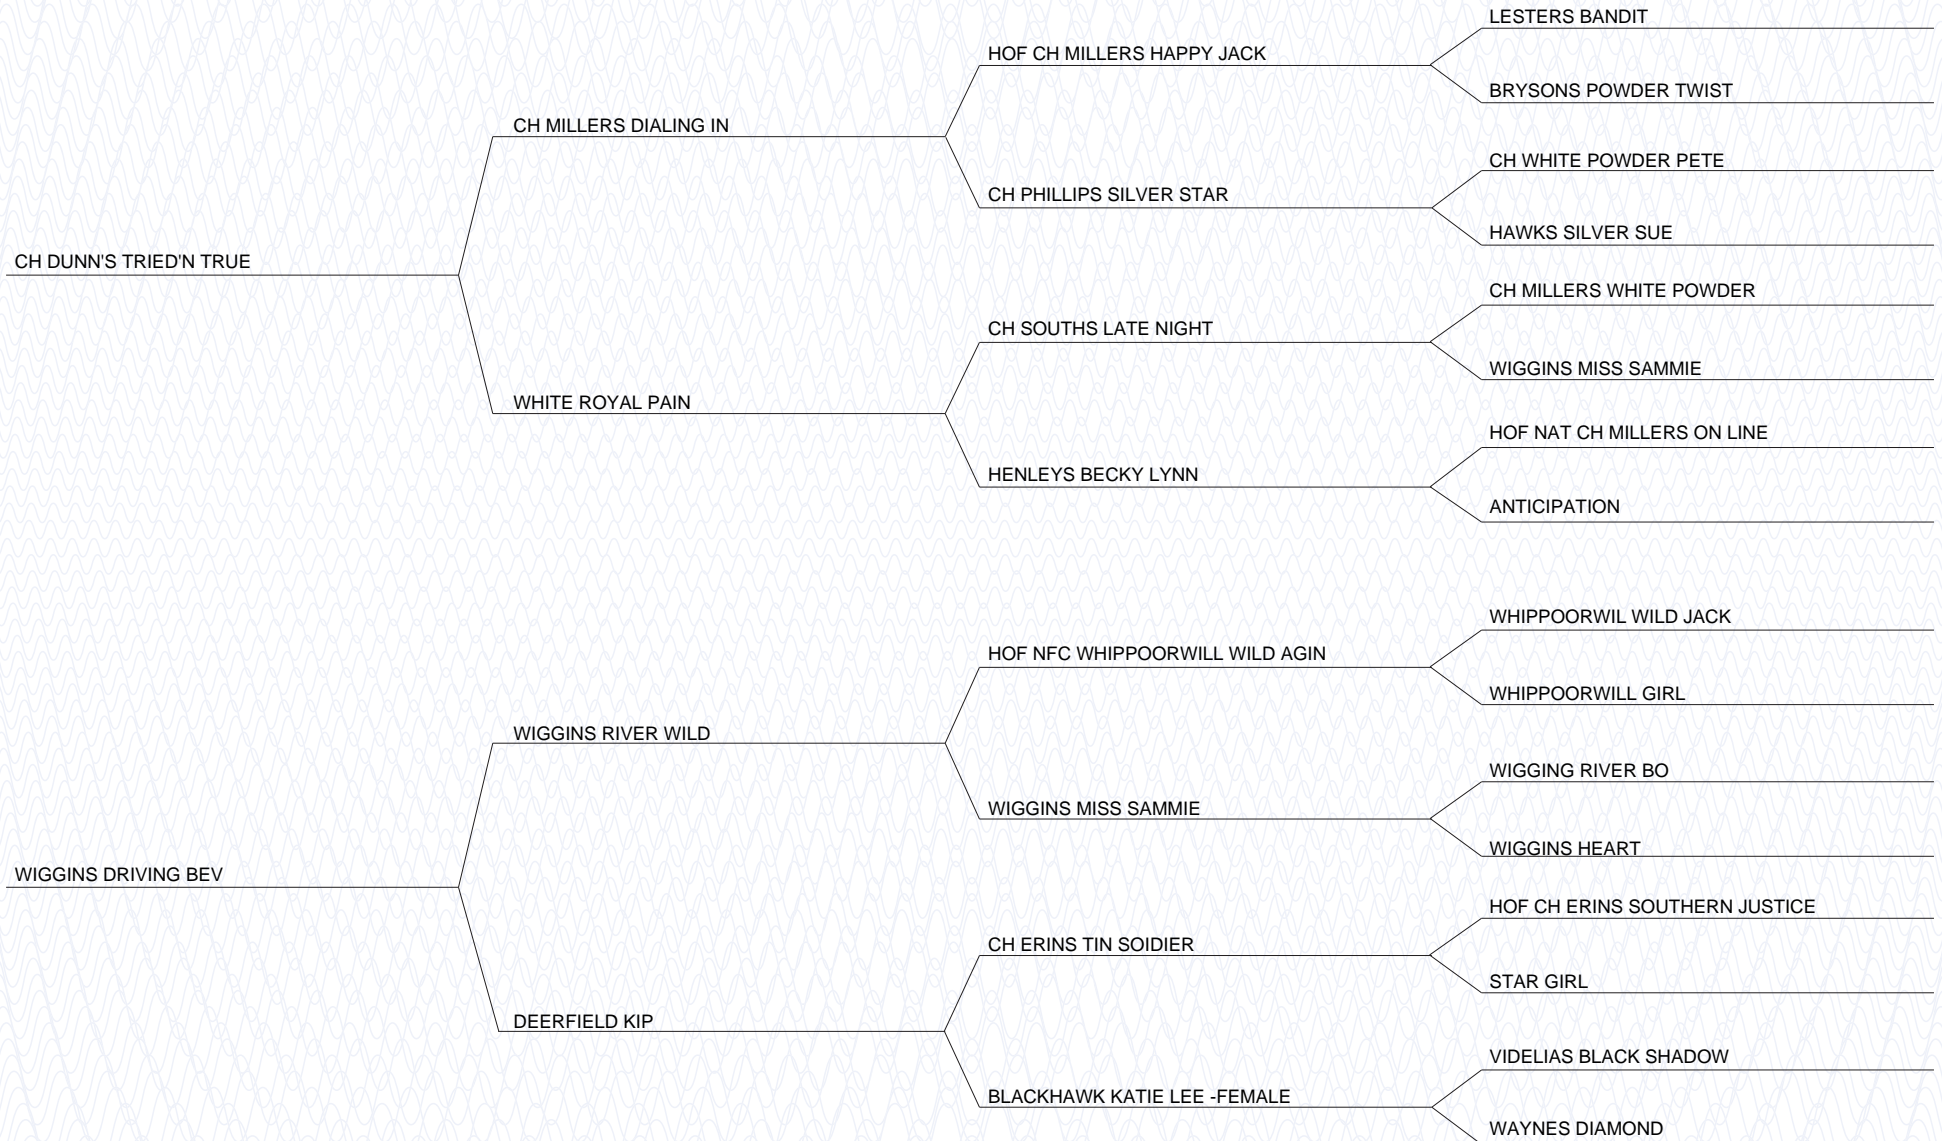 LESTERS BANDIT
HOF CH MILLERS HAPPY JACK
BRYSONS POWDER TWIST
CH MILLERS DIALING IN
CH WHITE POWDER PETE
CH PHILLIPS SILVER STAR
HAWKS SILVER SUE
CH DUNN'S TRIED'N TRUE
CH MILLERS WHITE POWDER
CH SOUTHS LATE NIGHT
WIGGINS MISS SAMMIE
WHITE ROYAL PAIN
HOF NAT CH MILLERS ON LINE
HENLEYS BECKY LYNN
ANTICIPATION
WHIPPOORWIL WILD JACK
HOF NFC WHIPPOORWILL WILD AGIN
WHIPPOORWILL GIRL
WIGGINS RIVER WILD
WIGGING RIVER BO
WIGGINS MISS SAMMIE
WIGGINS HEART
WIGGINS DRIVING BEV
HOF CH ERINS SOUTHERN JUSTICE
CH ERINS TIN SOIDIER
STAR GIRL
DEERFIELD KIP
VIDELIAS BLACK SHADOW
BLACKHAWK KATIE LEE -FEMALE
WAYNES DIAMOND